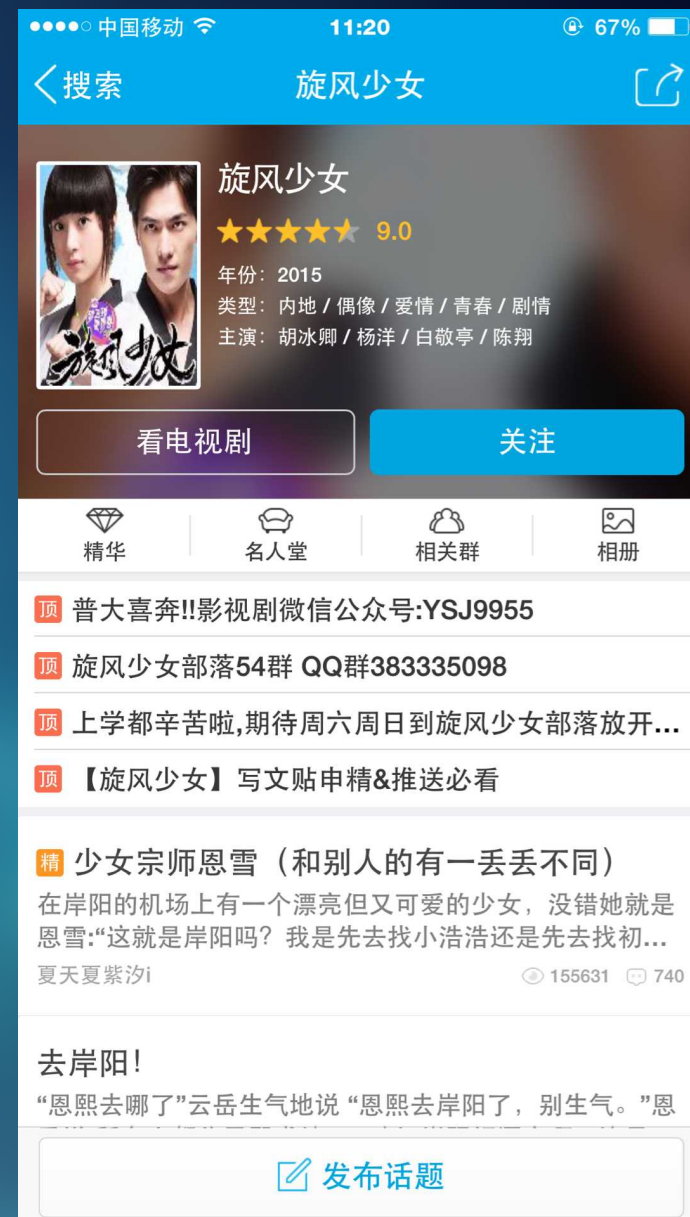 中国移动 11:20 67%
搜索 旋风少女
旋风少女
旋风少女
9.0
年份：2015
类型：内地 / 偶像 / 爱情 / 青春 / 剧情
主演：胡冰卿 / 杨洋 / 白敬亭 / 陈翔
看电视剧 关注
精华 名人堂 相关群 相册
顶 普大喜奔!!影视剧微信公众号:YSJ9955
顶 旋风少女部落54群 QQ群383335098
顶 上学都辛苦啦,期待周六周日到旋风少女部落放开...
顶 【旋风少女】写文贴申精&推送必看
精 少女宗师恩雪（和别人的有一丢丢不同）
在岸阳的机场上有一个漂亮但又可爱的少女，没错她就是
恩雪:“这就是岸阳吗？我是先去找小浩浩还是先去找初...
夏天夏紫汐i 155631 740
去岸阳！
“恩熙去哪了”云岳生气地说 “恩熙去岸阳了，别生气。”恩
发布话题